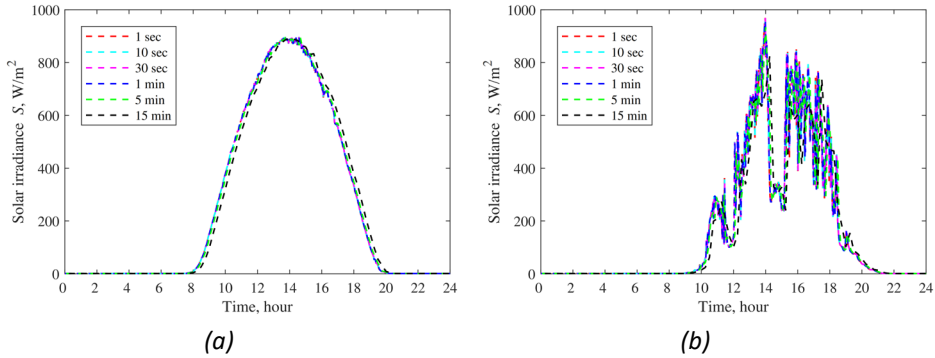 1000
800
600
400
200
0
Solar irradiance S, W/m2
1 sec
10 sec
30 sec
1 min
5 min
15 min
0 2 4 6 8 10 12 14 16 18 20 22 24
Time, hour
(a)
1000
800
600
400
200
0
Solar irradiance S, W/m2
1 sec
10 sec
30 sec
1 min
5 min
15 min
0 2 4 6 8 10 12 14 16 18 20 22 24
Time, hour
(b)